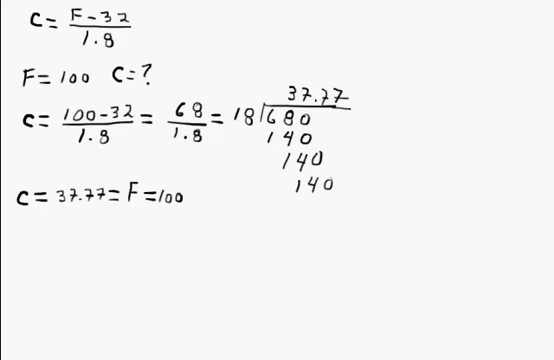 C = F - 32 / 1.8
F = 100 C = ?
C = 100 - 32 / 1.8 = 68 / 1.8 = 18 680 37.77
140
140
140
C = 37.77 = F = 100